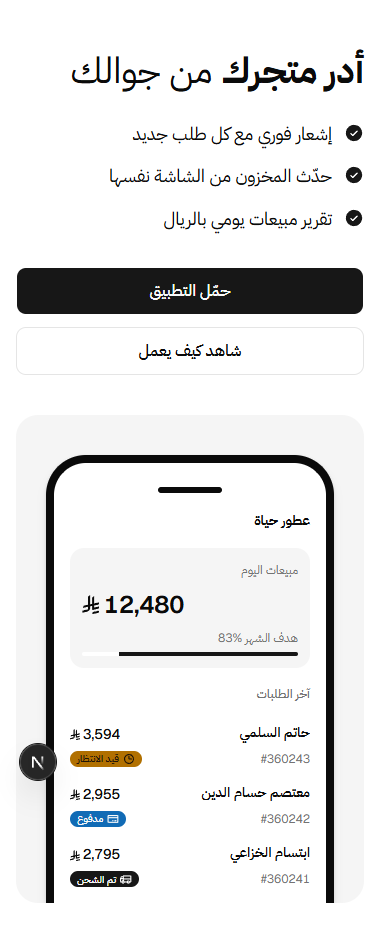 أدر متجرك من جوالك
إشعار فوري مع كل طلب جديد
حدّث المخزون من الشاشة نفسها
تقرير مبيعات يومي بالريال
حمّل التطبيق
شاهد كيف يعمل
عطور حياة
مبيعات اليوم
12,480
هدف الشهر 83%
آخر الطلبات
حاتم السلمي 3,594
#360243 قيد الانتظار
معتصم حسام الدين 2,955
#360242 مدفوع
ابتسام الخزاعي 2,795
#360241 تم الشحن
N